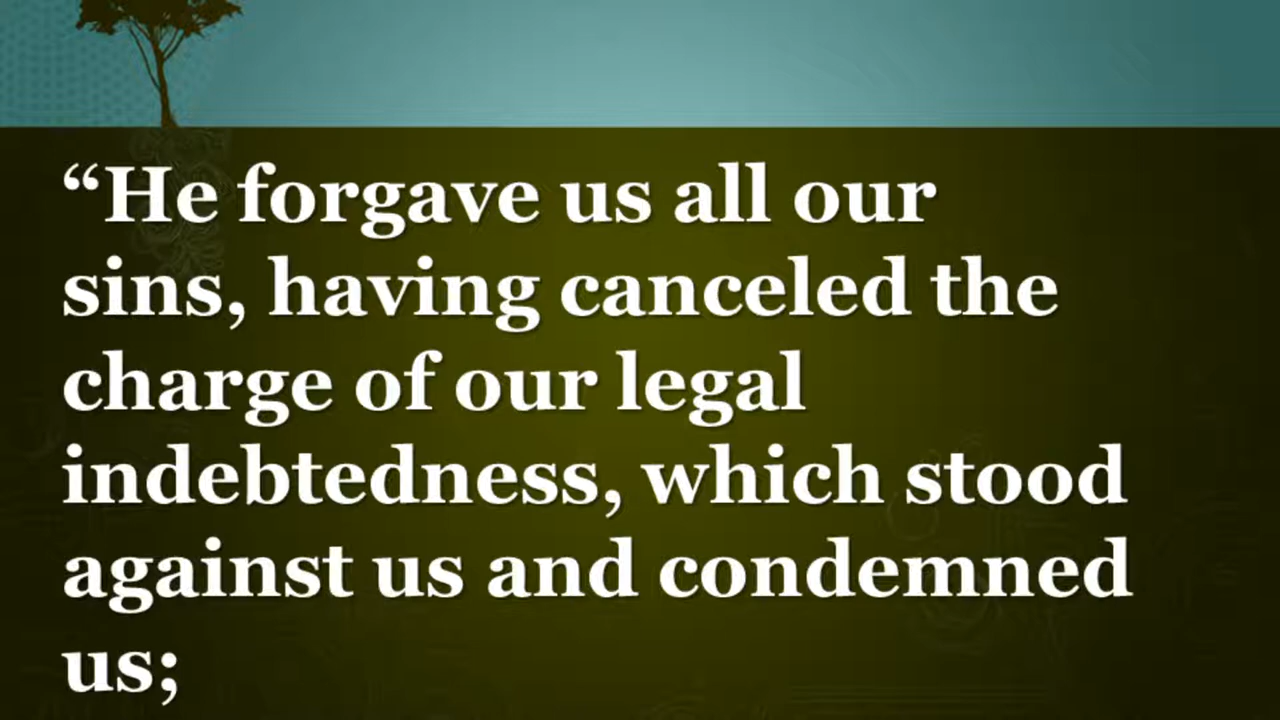 “He forgave us all our
sins, having canceled the
charge of our legal
indebtedness, which stood
against us and condemned
us;